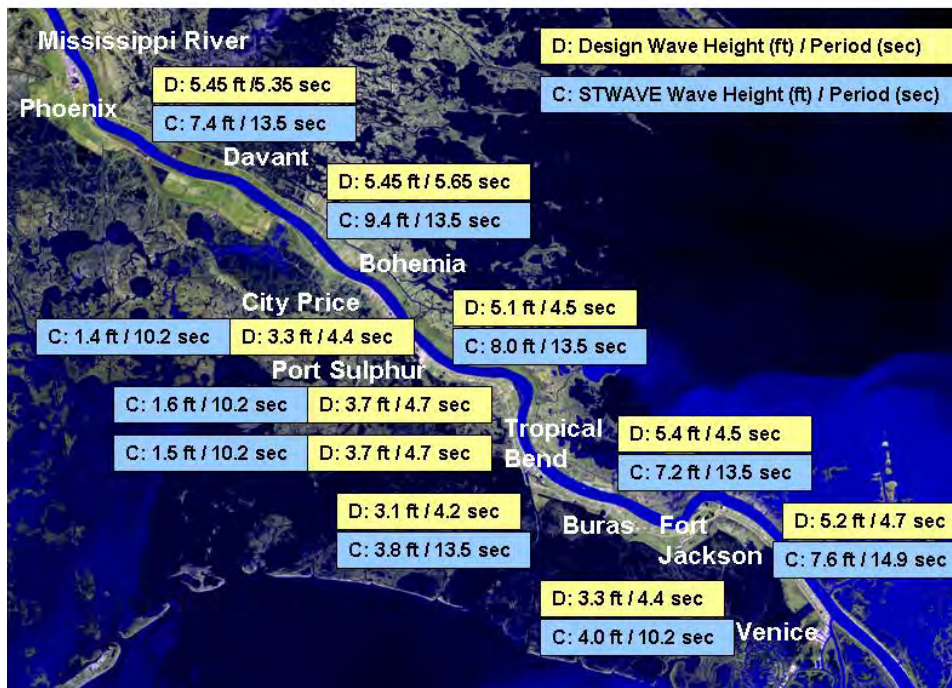 Mississippi River
D: Design Wave Height (ft) / Period (sec)
C: STWAVE Wave Height (ft) / Period (sec)
Phoenix
D: 5.45 ft /5.35 sec
C: 7.4 ft / 13.5 sec
Davant
D: 5.45 ft / 5.65 sec
C: 9.4 ft / 13.5 sec
Bohemia
City Price
D: 5.1 ft / 4.5 sec
C: 8.0 ft / 13.5 sec
C: 1.4 ft / 10.2 sec
D: 3.3 ft / 4.4 sec
Port Sulphur
C: 1.6 ft / 10.2 sec
D: 3.7 ft / 4.7 sec
C: 1.5 ft / 10.2 sec
D: 3.7 ft / 4.7 sec
Tropical
Bend
D: 5.4 ft / 4.5 sec
C: 7.2 ft / 13.5 sec
D: 3.1 ft / 4.2 sec
C: 3.8 ft / 13.5 sec
Buras
Fort
Jackson
D: 5.2 ft / 4.7 sec
C: 7.6 ft / 14.9 sec
D: 3.3 ft / 4.4 sec
C: 4.0 ft / 10.2 sec
Venice